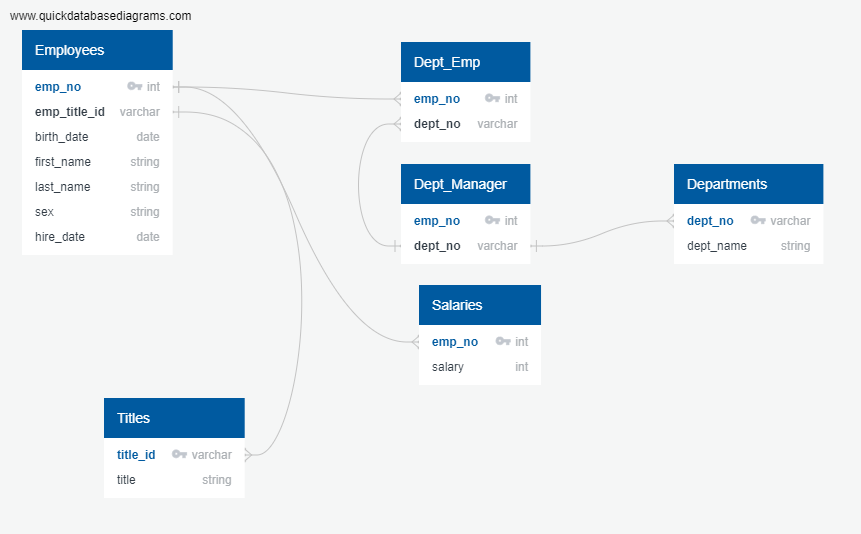 www.quickdatabasediagrams.com
Employees
emp_no int
emp_title_id varchar
birth_date date
first_name string
last_name string
sex string
hire_date date
Dept_Emp
emp_no int
dept_no varchar
Dept_Manager
emp_no int
dept_no varchar
Departments
dept_no varchar
dept_name string
Salaries
emp_no int
salary int
Titles
title_id varchar
title string